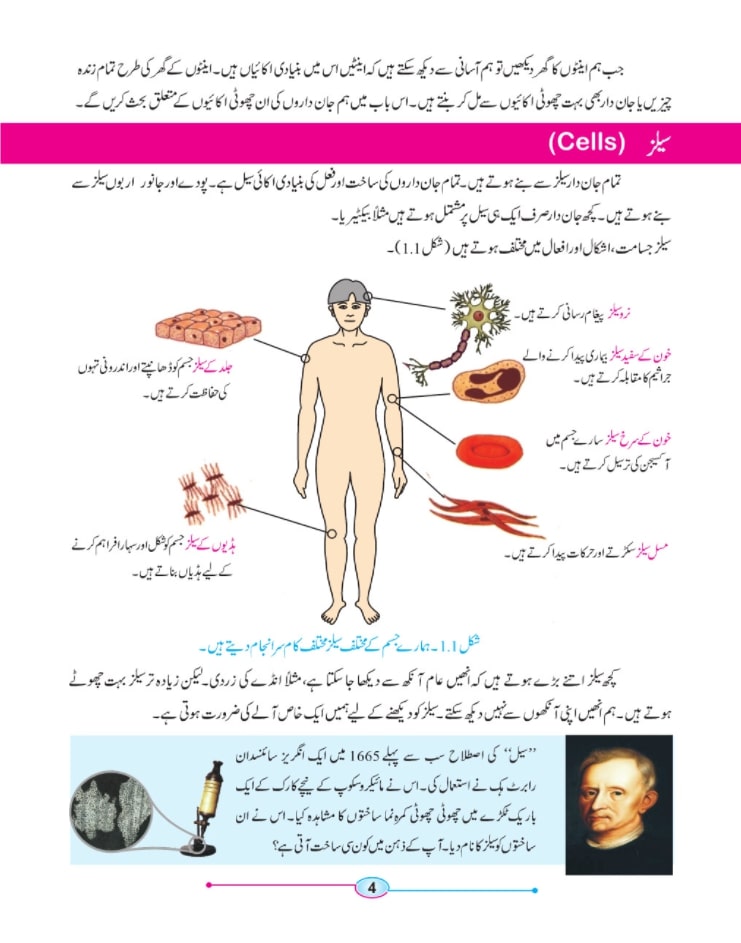 جب ہم اینٹوں کا گھر دیکھیں تو ہم آسانی سے دیکھ سکتے ہیں کہ اینٹیں اس میں بنیادی اکائیاں ہیں۔ اینٹوں کے گھر کی طرح تمام زندہ
چیزیں یا جان دار بھی بہت چھوٹی اکائیوں سے مل کر بنتے ہیں۔ اس باب میں ہم جان داروں کی ان چھوٹی اکائیوں کے متعلق بحث کریں گے۔
سیلز (Cells)
تمام جان دار سیلز سے بنے ہوتے ہیں۔ تمام جان داروں کی ساخت اور فعل کی بنیادی اکائی سیل ہے۔ پودے اور جانور اربوں سیلز سے
بنے ہوتے ہیں۔ کچھ جان دار صرف ایک ہی سیل پر مشتمل ہوتے ہیں مثلاً بیکٹیریا۔
سیلز جسامت، اشکال اور افعال میں مختلف ہوتے ہیں (شکل 1.1)۔
نروسیلز پیغام رسانی کرتے ہیں۔
خون کے سفید سیلز بیماری پیدا کرنے والے
جراثیم کا مقابلہ کرتے ہیں۔
جلد کے سیلز جسم کو ڈھانپتے اور اندرونی تہوں
کی حفاظت کرتے ہیں۔
خون کے سرخ سیلز سارے جسم میں
آکسیجن کی ترسیل کرتے ہیں۔
مسل سیلز سکڑتے اور حرکات پیدا کرتے ہیں۔
ہڈیوں کے سیلز جسم کو شکل اور سہارا فراہم کرنے
کے لیے ہڈیاں بناتے ہیں۔
شکل 1.1۔ ہمارے جسم کے مختلف سیلز مختلف کام سرانجام دیتے ہیں۔
کچھ سیلز اتنے بڑے ہوتے ہیں کہ انھیں عام آنکھ سے دیکھا جا سکتا ہے، مثلاً انڈے کی زردی۔ لیکن زیادہ تر سیلز بہت چھوٹے
ہوتے ہیں۔ ہم انھیں اپنی آنکھوں سے نہیں دیکھ سکتے۔ سیلز کو دیکھنے کے لیے ہمیں ایک خاص آلے کی ضرورت ہوتی ہے۔
”سیل“ کی اصطلاح سب سے پہلے 1665 میں ایک انگریز سائنسدان
رابرٹ ہک نے استعمال کی۔ اس نے مائیکروسکوپ کے نیچے کارک کے ایک
باریک ٹکڑے میں چھوٹی چھوٹی کمرہ نما ساختوں کا مشاہدہ کیا۔ اس نے ان
ساختوں کو سیلز کا نام دیا۔ آپ کے ذہن میں کون سی ساخت آتی ہے؟
4